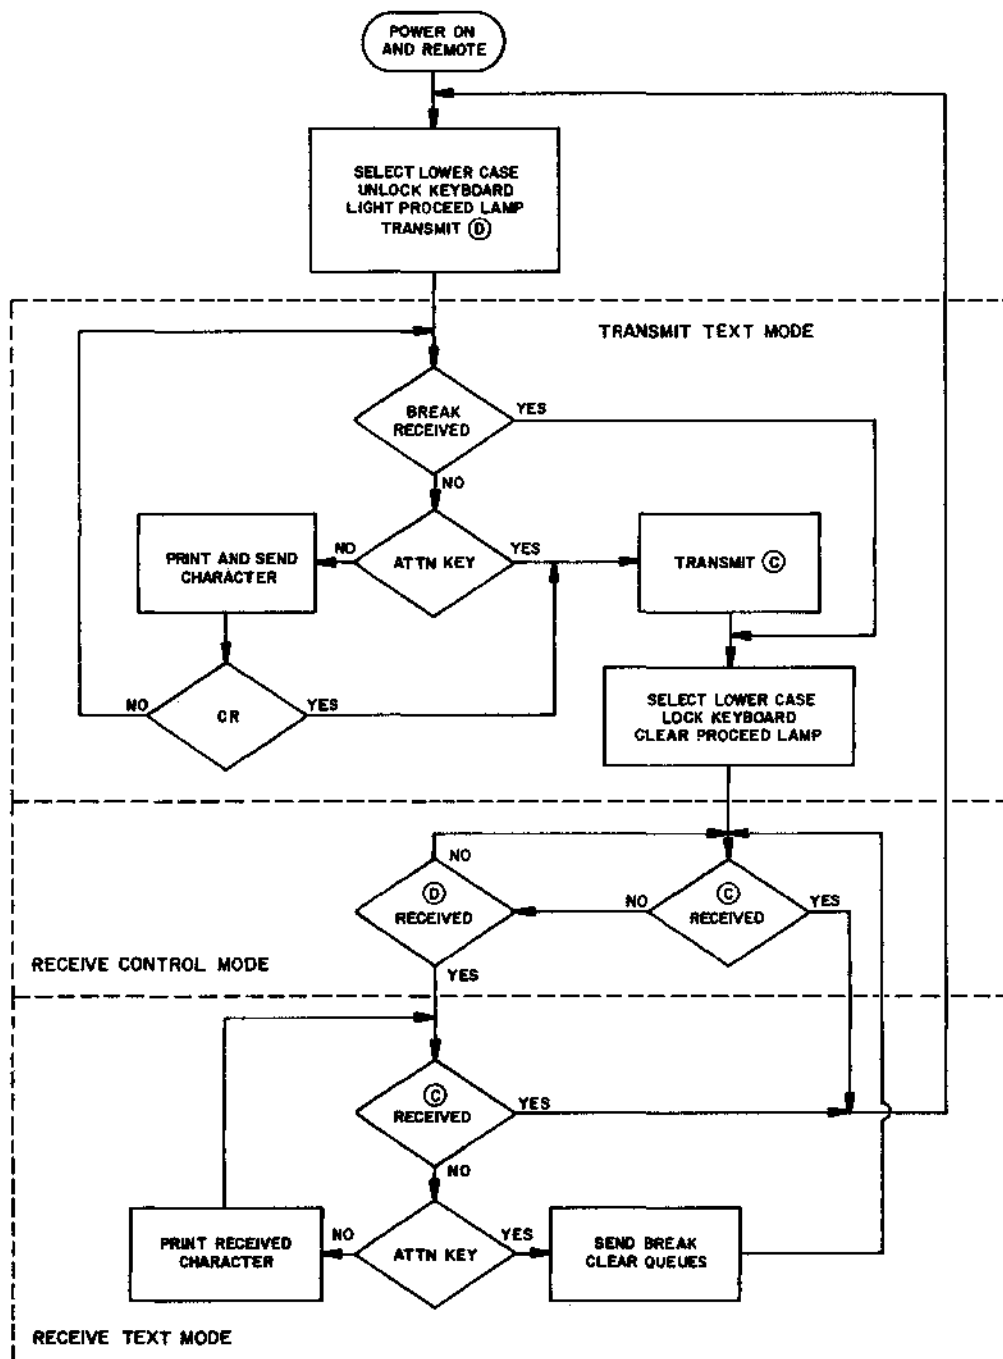 POWER ON
AND REMOTE
SELECT LOWER CASE
UNLOCK KEYBOARD
LIGHT PROCEED LAMP
TRANSMIT Ⓓ
TRANSMIT TEXT MODE
BREAK
RECEIVED
YES
NO
PRINT AND SEND
CHARACTER
NO
ATTN KEY
YES
TRANSMIT Ⓒ
NO
CR
YES
SELECT LOWER CASE
LOCK KEYBOARD
CLEAR PROCEED LAMP
NO
Ⓓ
RECEIVED
NO
Ⓒ
RECEIVED
YES
RECEIVE CONTROL MODE
YES
Ⓒ
RECEIVED
YES
NO
PRINT RECEIVED
CHARACTER
NO
ATTN KEY
YES
SEND BREAK
CLEAR QUEUES
RECEIVE TEXT MODE